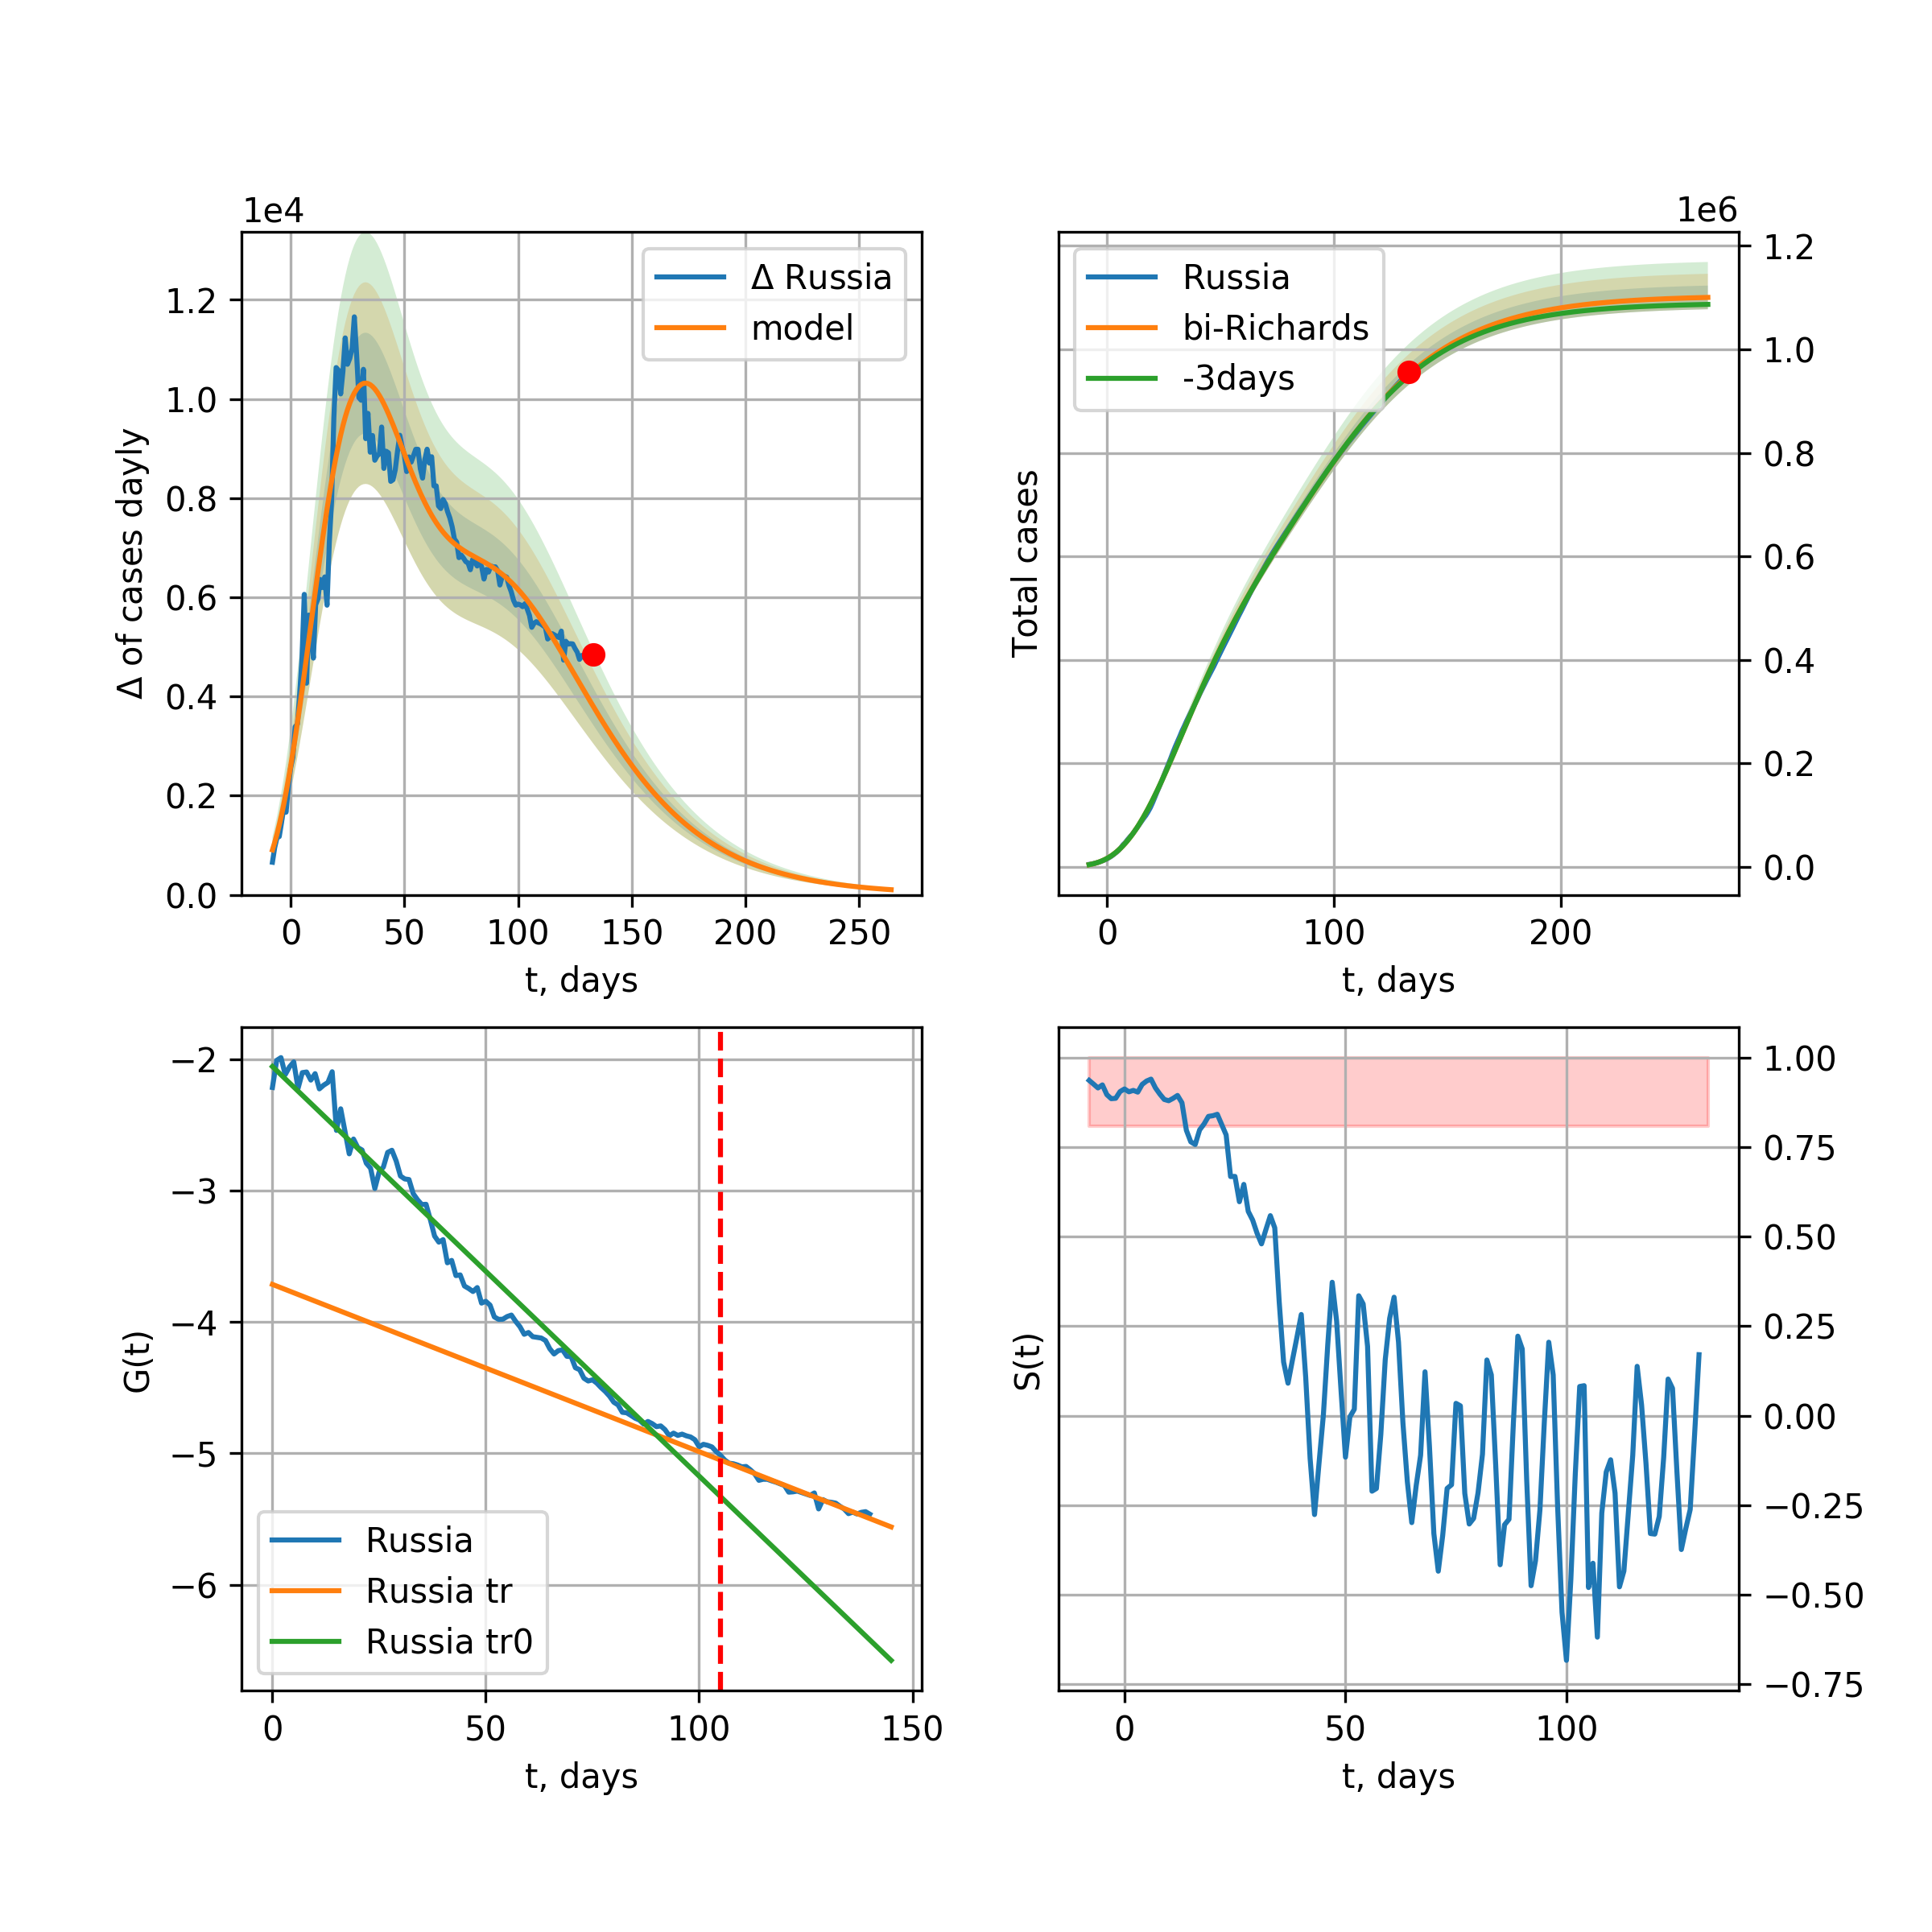 1e4
Δ of cases dayly
1.2
1.0
0.8
0.6
0.4
0.2
0.0
Δ Russia
model
0 50 100 150 200 250
t, days
1e6
Total cases
Russia
bi-Richards
-3days
1.2
1.0
0.8
0.6
0.4
0.2
0.0
0 100 200
t, days
G(t)
−2
−3
−4
−5
−6
Russia
Russia tr
Russia tr0
0 50 100 150
t, days
S(t)
1.00
0.75
0.50
0.25
0.00
−0.25
−0.50
−0.75
0 50 100
t, days